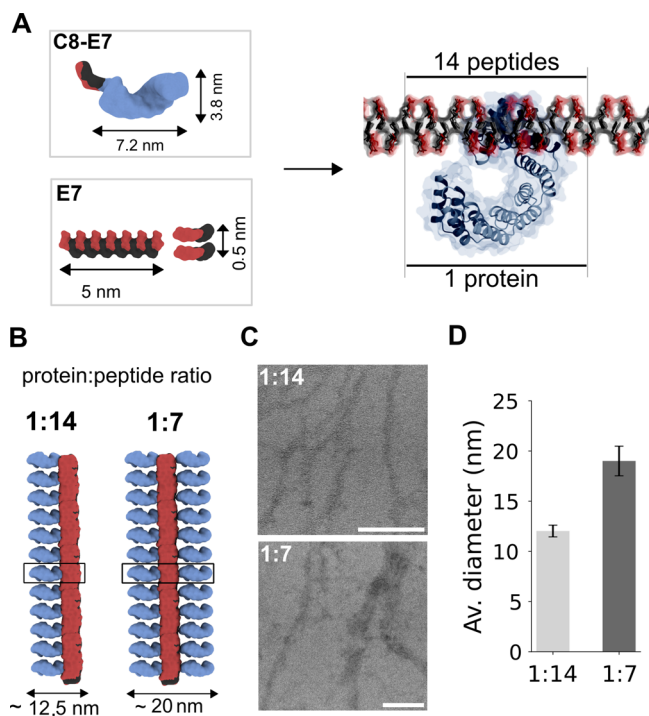 A
C8-E7
3.8 nm
7.2 nm
E7
0.5 nm
5 nm
14 peptides
1 protein
B
protein:peptide ratio
1:14
1:7
~ 12,5 nm
~ 20 nm
C
1:14
1:7
D
Av. diameter (nm)
25
20
15
10
5
0
1:14
1:7